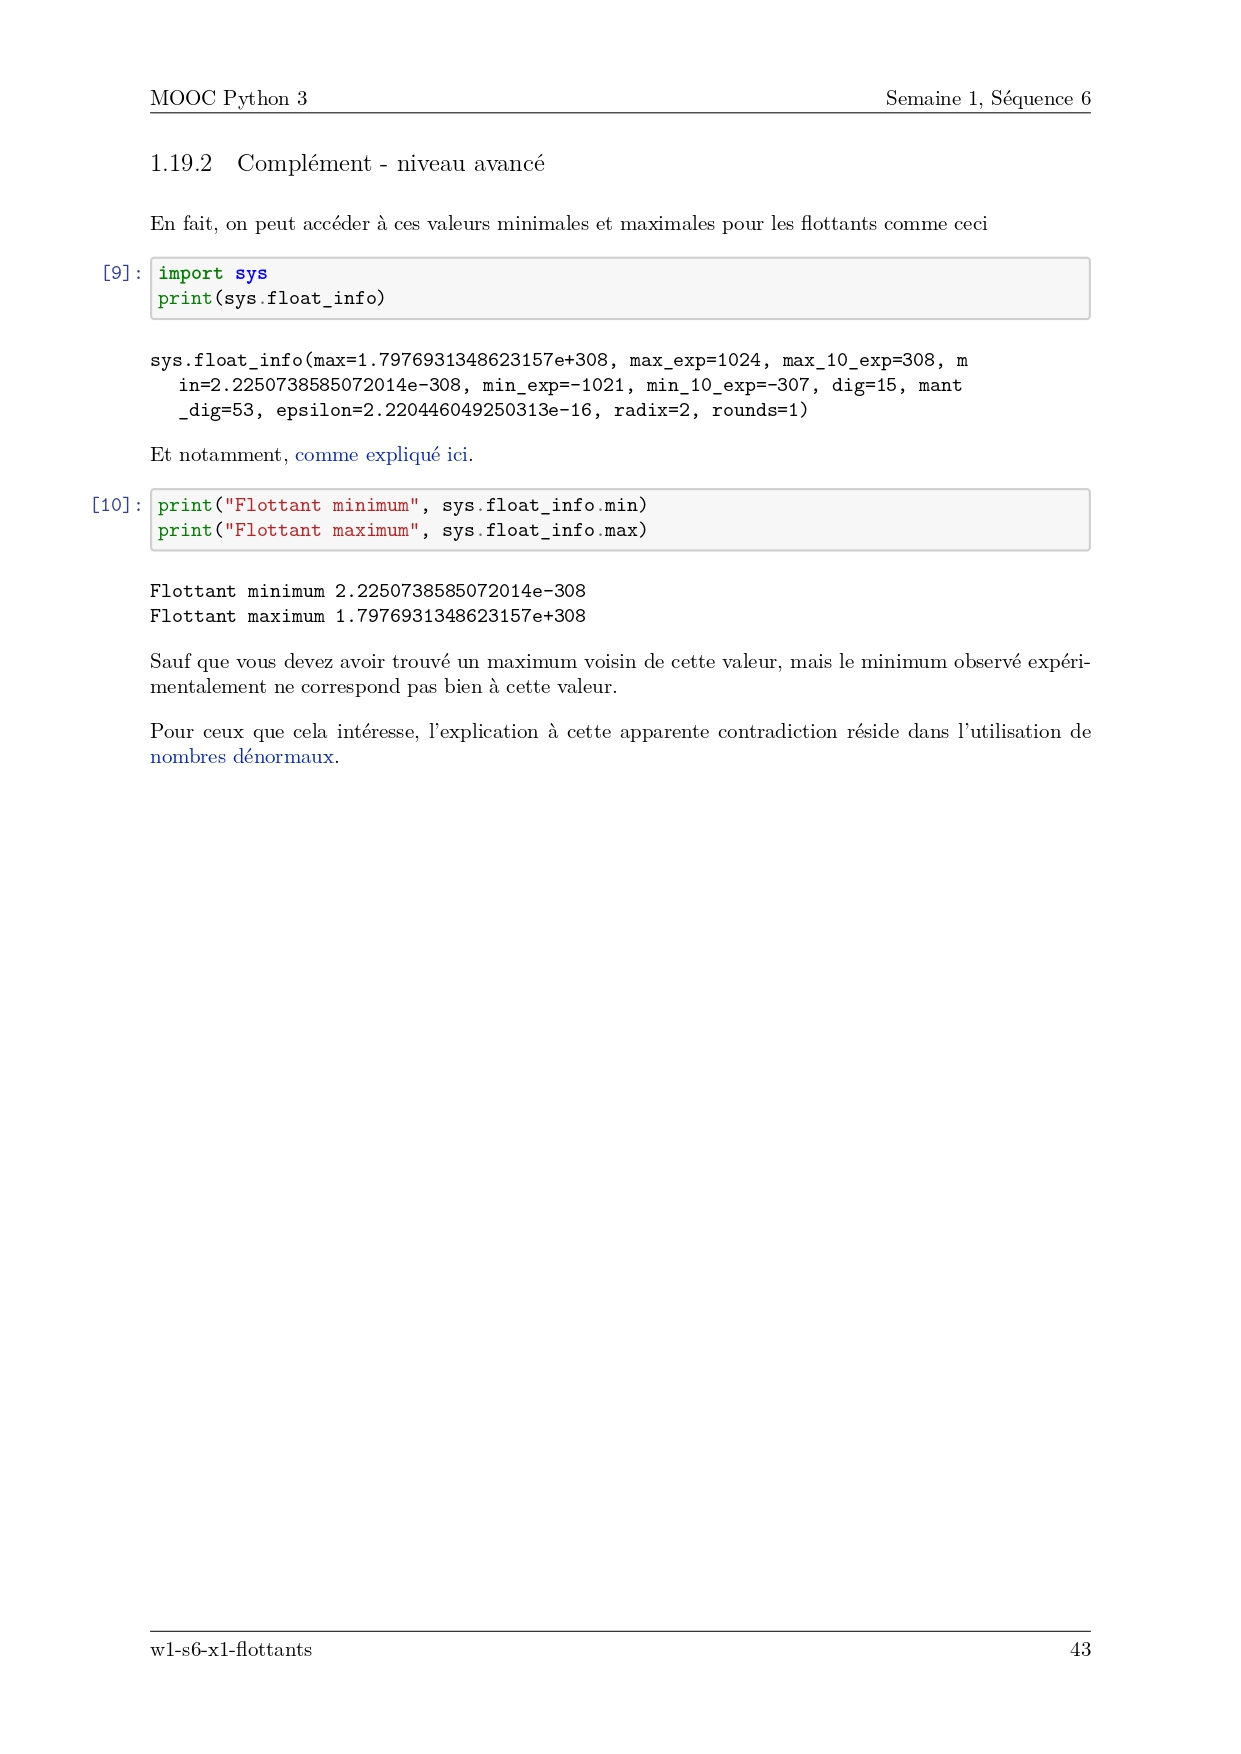 MOOC Python 3 Semaine 1, Séquence 6
1.19.2 Complément - niveau avancé
En fait, on peut accéder à ces valeurs minimales et maximales pour les flottants comme ceci
[9]: import sys
print(sys.float_info)
sys.float_info(max=1.7976931348623157e+308, max_exp=1024, max_10_exp=308, m
in=2.2250738585072014e-308, min_exp=-1021, min_10_exp=-307, dig=15, mant
_dig=53, epsilon=2.220446049250313e-16, radix=2, rounds=1)
Et notamment, comme expliqué ici.
[10]: print("Flottant minimum", sys.float_info.min)
print("Flottant maximum", sys.float_info.max)
Flottant minimum 2.2250738585072014e-308
Flottant maximum 1.7976931348623157e+308
Sauf que vous devez avoir trouvé un maximum voisin de cette valeur, mais le minimum observé expéri-
mentalement ne correspond pas bien à cette valeur.
Pour ceux que cela intéresse, l'explication à cette apparente contradiction réside dans l'utilisation de
nombres dénormaux.
w1-s6-x1-flottants 43